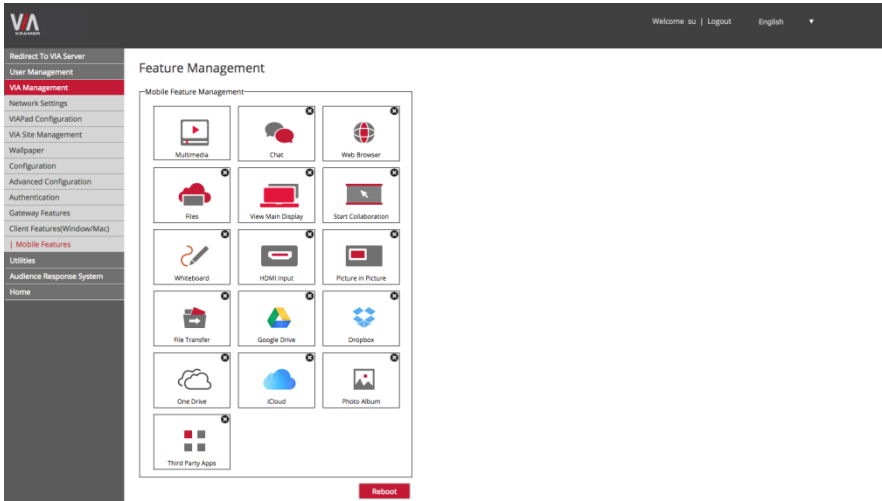 VIA
KRAMER
Welcome su | Logout English ▼
Redirect To VIA Server
User Management
VIA Management
Network Settings
VIAPad Configuration
VIA Site Management
Wallpaper
Configuration
Advanced Configuration
Authentication
Gateway Features
Client Features(Window/Mac)
| Mobile Features
Utilities
Audience Response System
Home
Feature Management
Mobile Feature Management
Multimedia
Chat
Web Browser
Files
View Main Display
Start Collaboration
Whiteboard
HDMI Input
Picture in Picture
File Transfer
Google Drive
Dropbox
One Drive
iCloud
Photo Album
Third Party Apps
Reboot